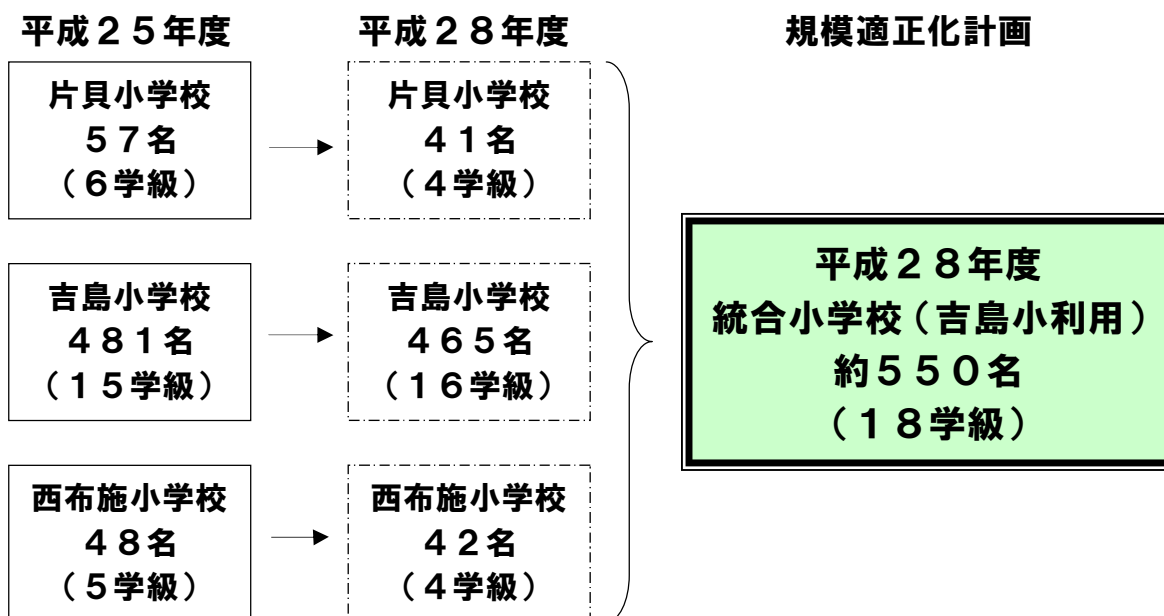 平成２５年度
平成２８年度
規模適正化計画
片貝小学校
５７名
（６学級）
片貝小学校
４１名
（４学級）
吉島小学校
４８１名
（１５学級）
吉島小学校
４６５名
（１６学級）
西布施小学校
４８名
（５学級）
西布施小学校
４２名
（４学級）
平成２８年度
統合小学校（吉島小利用）
約５５０名
（１８学級）